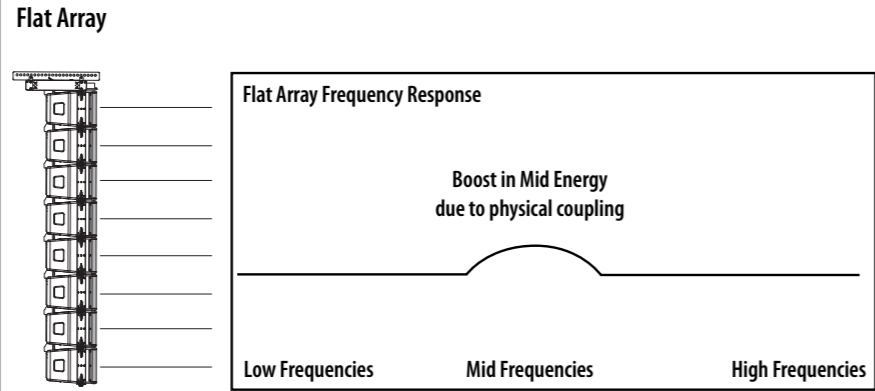 Flat Array
Flat Array Frequency Response
Boost in Mid Energy
due to physical coupling
Low Frequencies
Mid Frequencies
High Frequencies